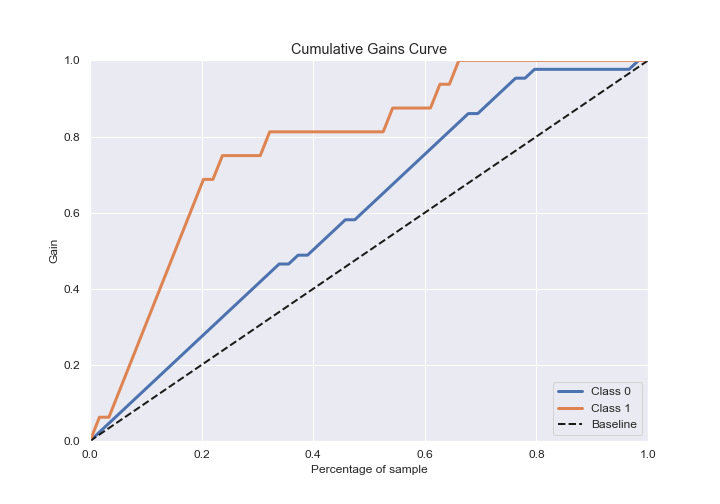 Cumulative Gains Curve
1.0
0.8
0.6
0.4
0.2
0.0
Gain
0.0 0.2 0.4 0.6 0.8 1.0
Percentage of sample
Class 0
Class 1
Baseline